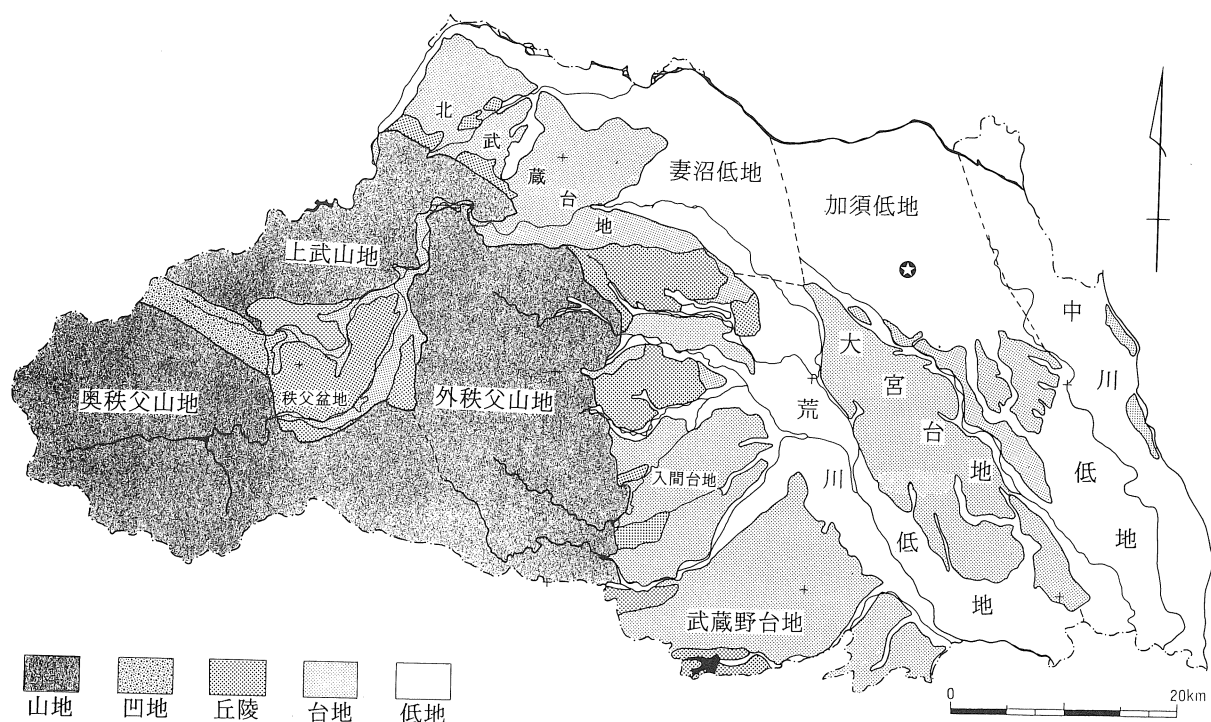 北武蔵台地
妻沼低地
加須低地
上武山地
中川低地
大宮台地
奥秩父山地
秩父盆地
外秩父山地
荒川低地
入間台地
武蔵野台地
山地
凹地
丘陵
台地
低地
0
20km